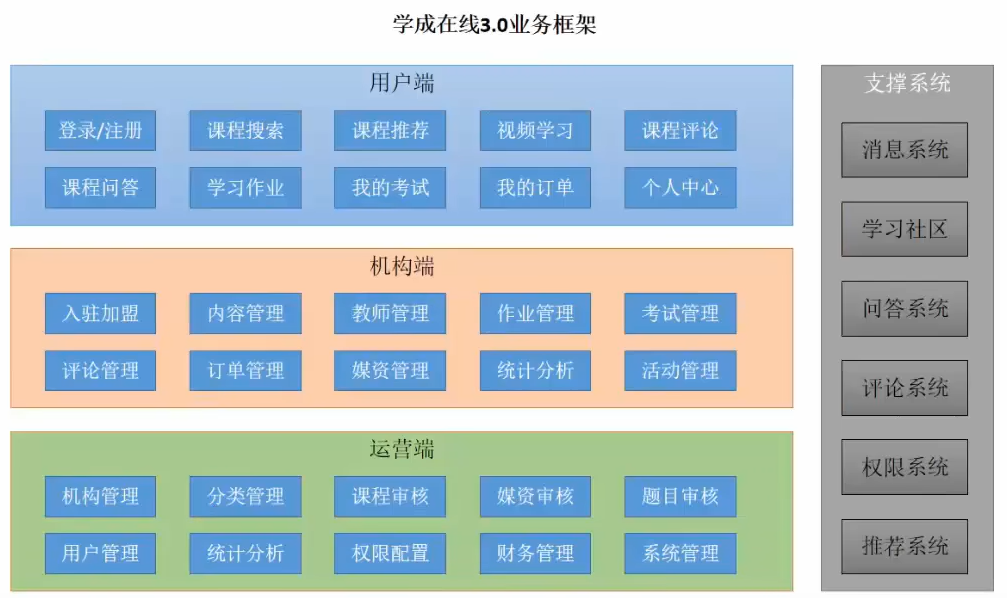 学成在线3.0业务框架
用户端
登录/注册 课程搜索 课程推荐 视频学习 课程评论
课程问答 学习作业 我的考试 我的订单 个人中心
机构端
入驻加盟 内容管理 教师管理 作业管理 考试管理
评论管理 订单管理 媒资管理 统计分析 活动管理
运营端
机构管理 分类管理 课程审核 媒资审核 题目审核
用户管理 统计分析 权限配置 财务管理 系统管理
支撑系统
消息系统
学习社区
问答系统
评论系统
权限系统
推荐系统